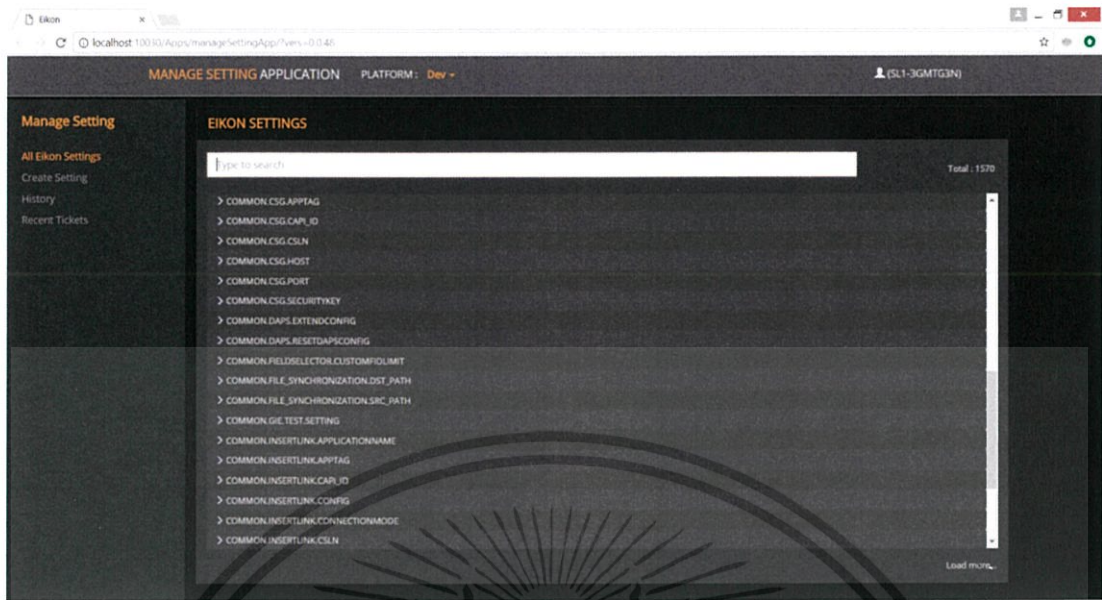 Eikon
localhost:10030/Apps/manageSettingApp/?vers=0.0.46
MANAGE SETTING APPLICATION PLATFORM: Dev
(SL1-3GMTG3N)
Manage Setting
All Eikon Settings
Create Setting
History
Recent Tickets
EIKON SETTINGS
Type to search
Total : 1570
COMMON.CSG.APPTAG
COMMON.CSG.CAPI_ID
COMMON.CSG.CSLN
COMMON.CSG.HOST
COMMON.CSG.PORT
COMMON.CSG.SECURITYKEY
COMMON.DAPS.EXTENDCONFIG
COMMON.DAPS.RESETDAPSCONFIG
COMMON.FIELDSELECTOR.CUSTOMFIDLIMIT
COMMON.FILE_SYNCHRONIZATION.DST_PATH
COMMON.FILE_SYNCHRONIZATION.SRC_PATH
COMMON.GIE.TEST.SETTING
COMMON.INSERTLINK.APPLICATIONNAME
COMMON.INSERTLINK.APPTAG
COMMON.INSERTLINK.CAPI_ID
COMMON.INSERTLINK.CONFIG
COMMON.INSERTLINK.CONNECTIONMODE
COMMON.INSERTLINK.CSLN
Load more...